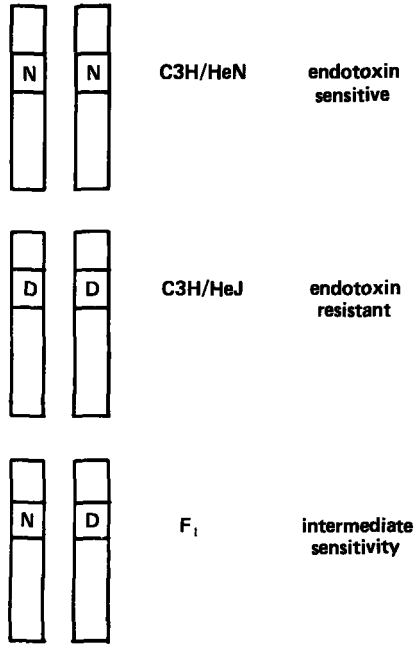 N N C3H/HeN endotoxin
sensitive
D D C3H/HeJ endotoxin
resistant
N D F₁ intermediate
sensitivity